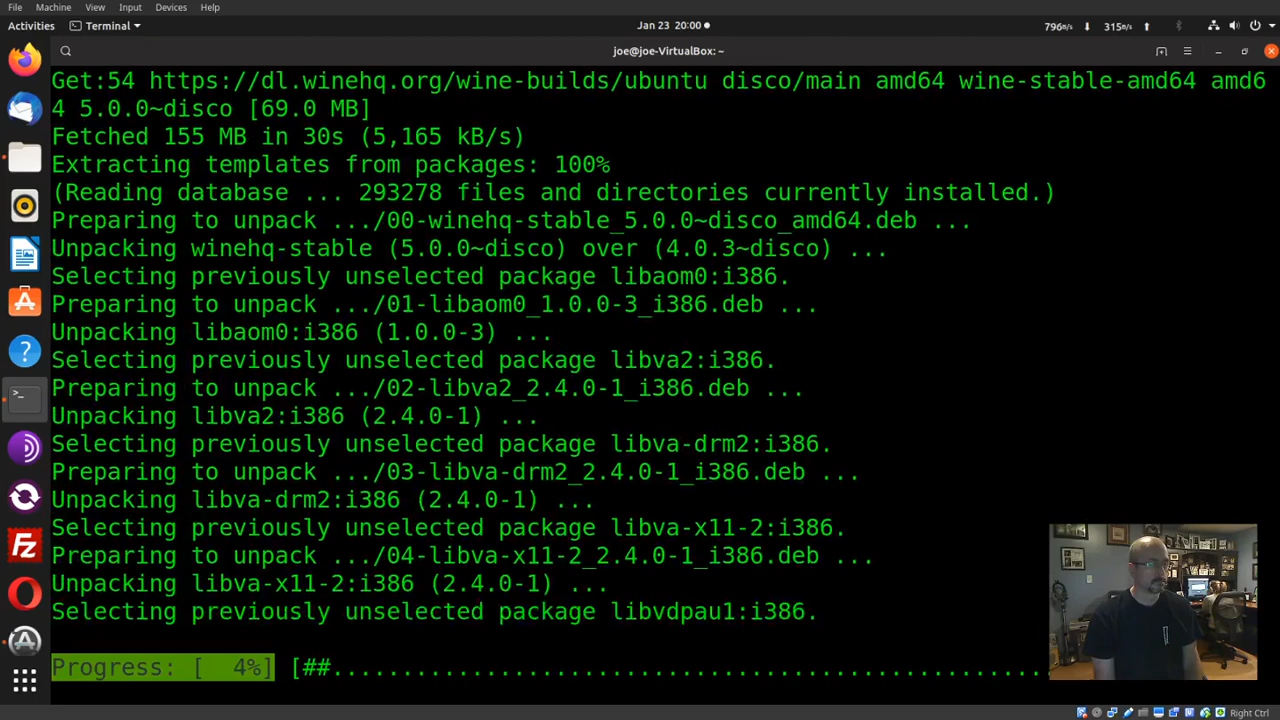 File Machine View Input Devices Help
Activities Terminal Jan 23 20:00 796B/s 315B/s
joe@joe-VirtualBox: ~
Get:54 https://dl.winehq.org/wine-builds/ubuntu disco/main amd64 wine-stable-amd64 amd6
4 5.0.0~disco [69.0 MB]
Fetched 155 MB in 30s (5,165 kB/s)
Extracting templates from packages: 100%
(Reading database ... 293278 files and directories currently installed.)
Preparing to unpack .../00-winehq-stable_5.0.0~disco_amd64.deb ...
Unpacking winehq-stable (5.0.0~disco) over (4.0.3~disco) ...
Selecting previously unselected package libaom0:i386.
Preparing to unpack .../01-libaom0_1.0.0-3_i386.deb ...
Unpacking libaom0:i386 (1.0.0-3) ...
Selecting previously unselected package libva2:i386.
Preparing to unpack .../02-libva2_2.4.0-1_i386.deb ...
Unpacking libva2:i386 (2.4.0-1) ...
Selecting previously unselected package libva-drm2:i386.
Preparing to unpack .../03-libva-drm2_2.4.0-1_i386.deb ...
Unpacking libva-drm2:i386 (2.4.0-1) ...
Selecting previously unselected package libva-x11-2:i386.
Preparing to unpack .../04-libva-x11-2_2.4.0-1_i386.deb ...
Unpacking libva-x11-2:i386 (2.4.0-1) ...
Selecting previously unselected package libvdpau1:i386.
Progress: [  4%] [##....................................................
Right Ctrl